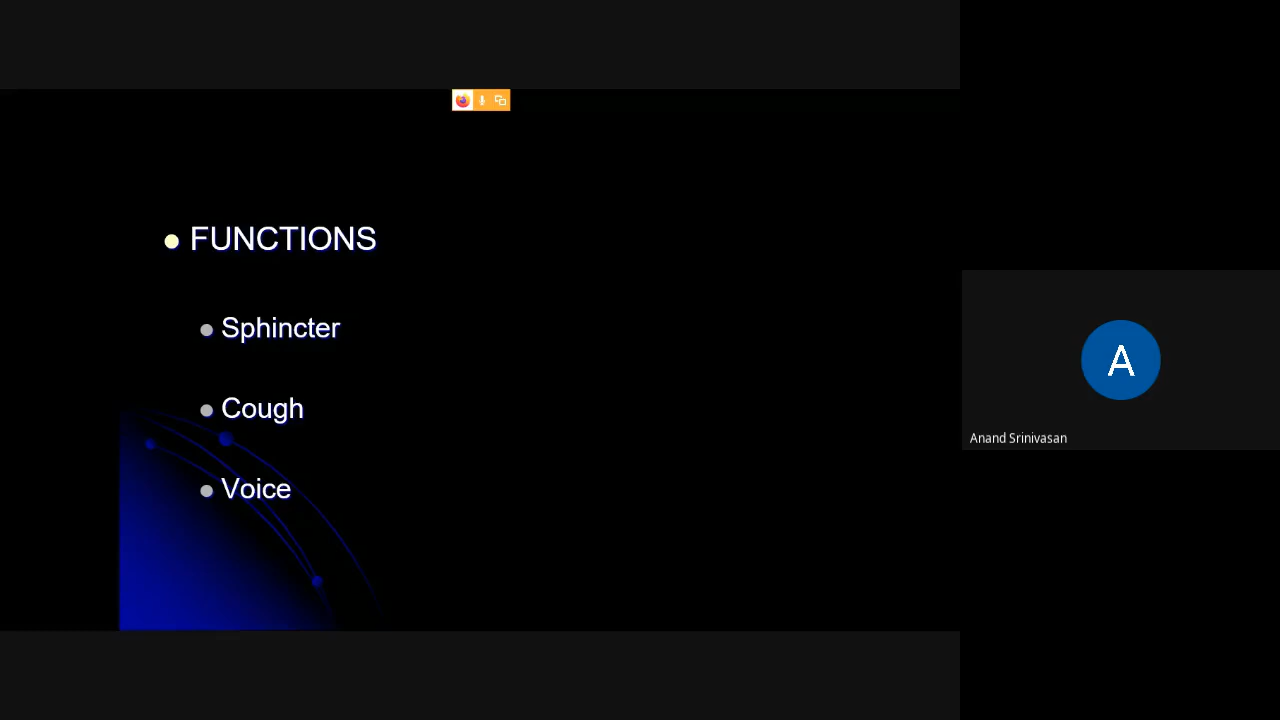 FUNCTIONS
Sphincter
Cough
Voice
A
Anand Srinivasan